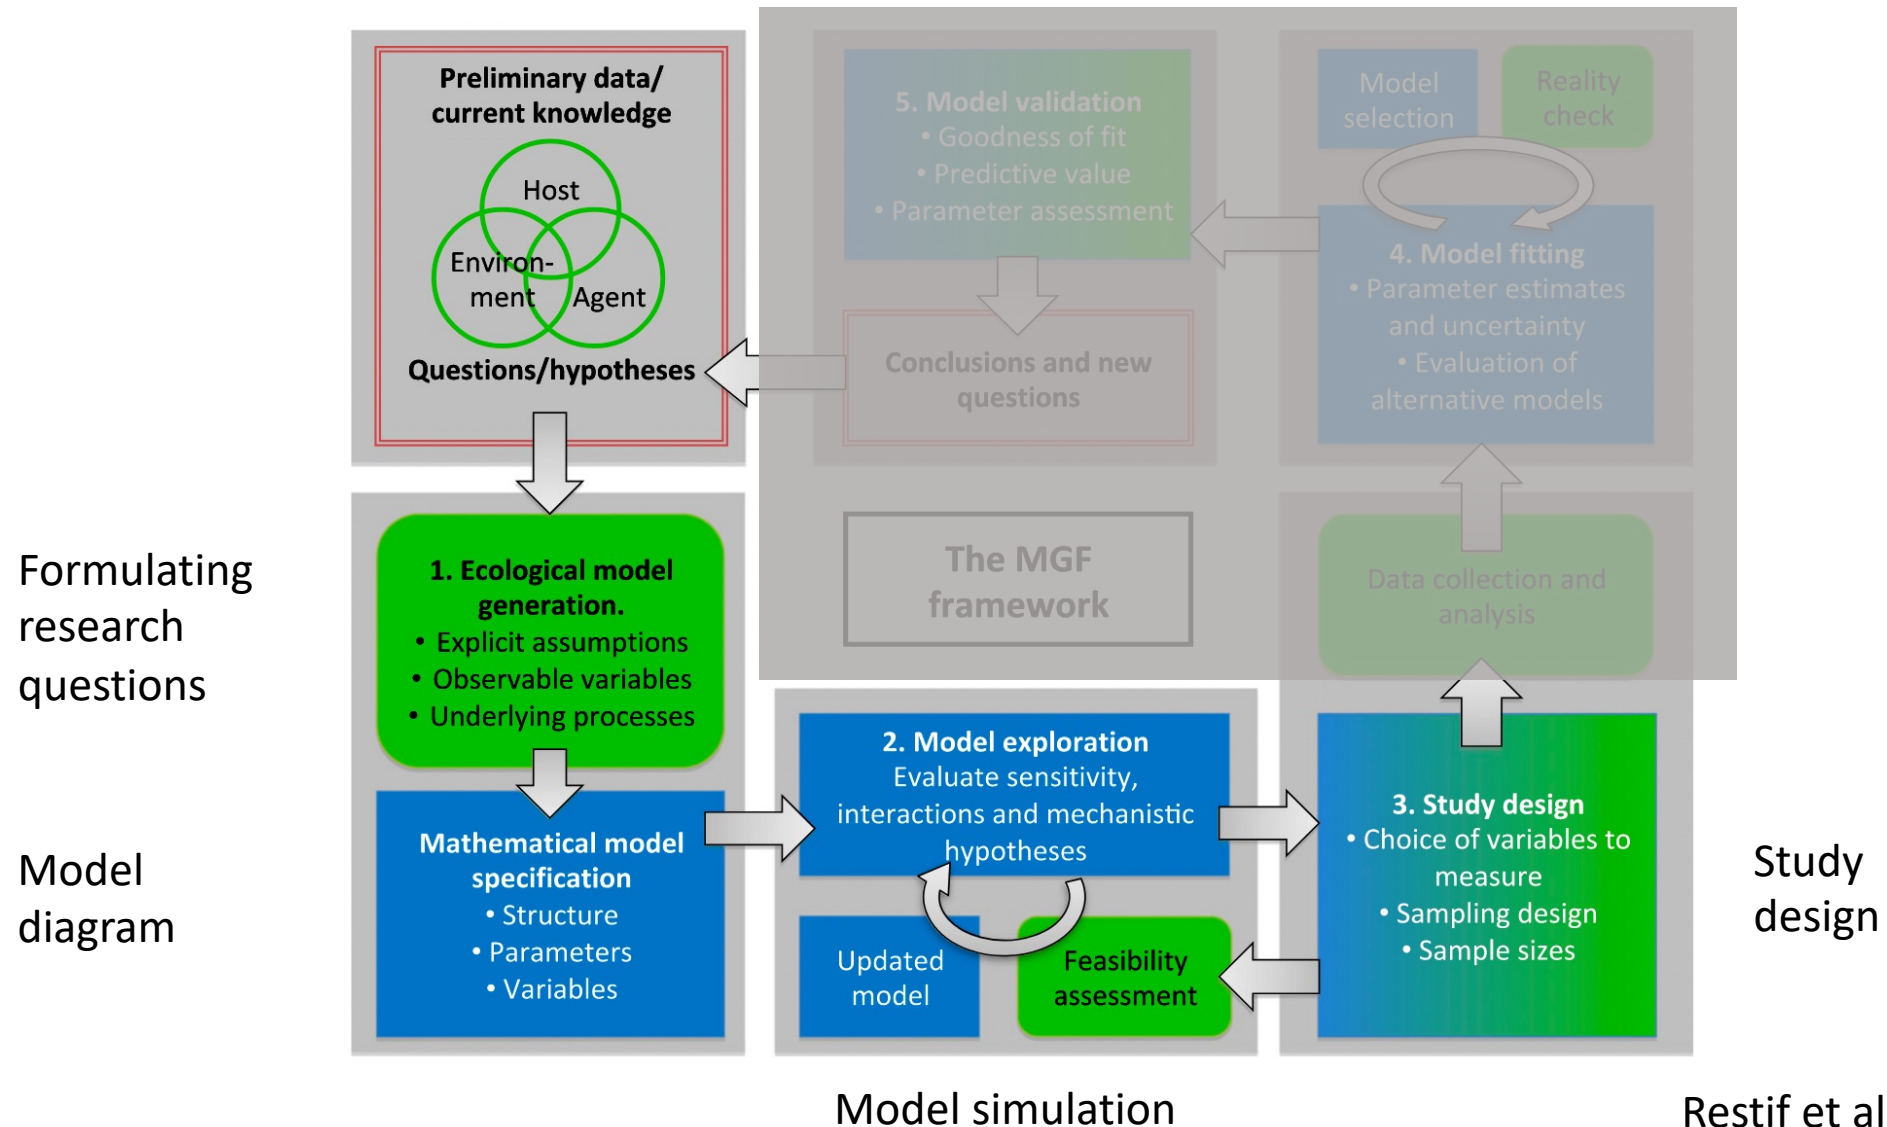 Preliminary data/
current knowledge
Host
Environ-
ment
Agent
Questions/hypotheses
5. Model validation
• Goodness of fit
• Predictive value
• Parameter assessment
Conclusions and new
questions
Model
selection
Reality
check
4. Model fitting
• Parameter estimates
and uncertainty
• Evaluation of
alternative models
Formulating
research
questions
1. Ecological model
generation.
• Explicit assumptions
• Observable variables
• Underlying processes
The MGF
framework
Data collection and
analysis
Model
diagram
Mathematical model
specification
• Structure
• Parameters
• Variables
2. Model exploration
Evaluate sensitivity,
interactions and mechanistic
hypotheses
Updated
model
Feasibility
assessment
3. Study design
• Choice of variables to
measure
• Sampling design
• Sample sizes
Study
design
Model simulation
Restif et al